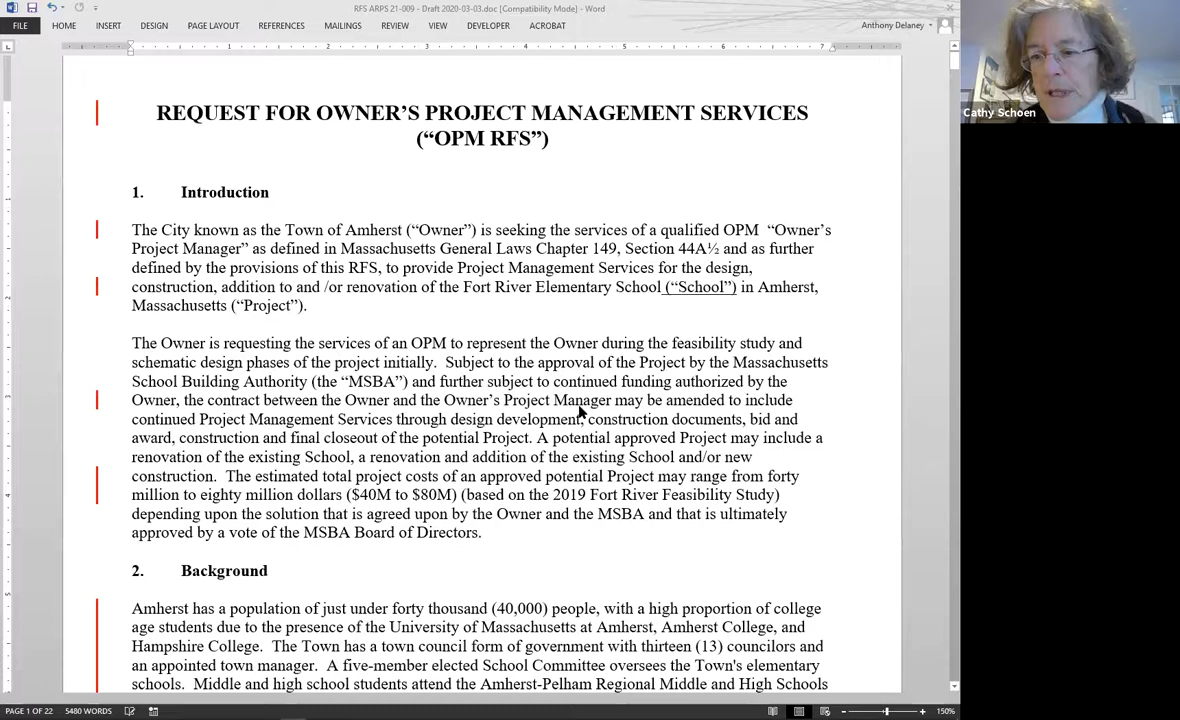 RFS ARPS 21-009 - Draft 2020-03-03.doc [Compatibility Mode] - Word
FILE HOME INSERT DESIGN PAGE LAYOUT REFERENCES MAILINGS REVIEW VIEW DEVELOPER ACROBAT Anthony Delaney
Cathy Schoen
1 2 3 4 5 6 7
REQUEST FOR OWNER’S PROJECT MANAGEMENT SERVICES
(“OPM RFS”)
1. Introduction
The City known as the Town of Amherst (“Owner”) is seeking the services of a qualified OPM “Owner’s
Project Manager” as defined in Massachusetts General Laws Chapter 149, Section 44A½ and as further
defined by the provisions of this RFS, to provide Project Management Services for the design,
construction, addition to and /or renovation of the Fort River Elementary School (“School”) in Amherst,
Massachusetts (“Project”).
The Owner is requesting the services of an OPM to represent the Owner during the feasibility study and
schematic design phases of the project initially. Subject to the approval of the Project by the Massachusetts
School Building Authority (the “MSBA”) and further subject to continued funding authorized by the
Owner, the contract between the Owner and the Owner’s Project Manager may be amended to include
continued Project Management Services through design development, construction documents, bid and
award, construction and final closeout of the potential Project. A potential approved Project may include a
renovation of the existing School, a renovation and addition of the existing School and/or new
construction. The estimated total project costs of an approved potential Project may range from forty
million to eighty million dollars ($40M to $80M) (based on the 2019 Fort River Feasibility Study)
depending upon the solution that is agreed upon by the Owner and the MSBA and that is ultimately
approved by a vote of the MSBA Board of Directors.
2. Background
Amherst has a population of just under forty thousand (40,000) people, with a high proportion of college
age students due to the presence of the University of Massachusetts at Amherst, Amherst College, and
Hampshire College. The Town has a town council form of government with thirteen (13) councilors and
an appointed town manager. A five-member elected School Committee oversees the Town's elementary
schools. Middle and high school students attend the Amherst-Pelham Regional Middle and High Schools
PAGE 1 OF 22 5480 WORDS 150%